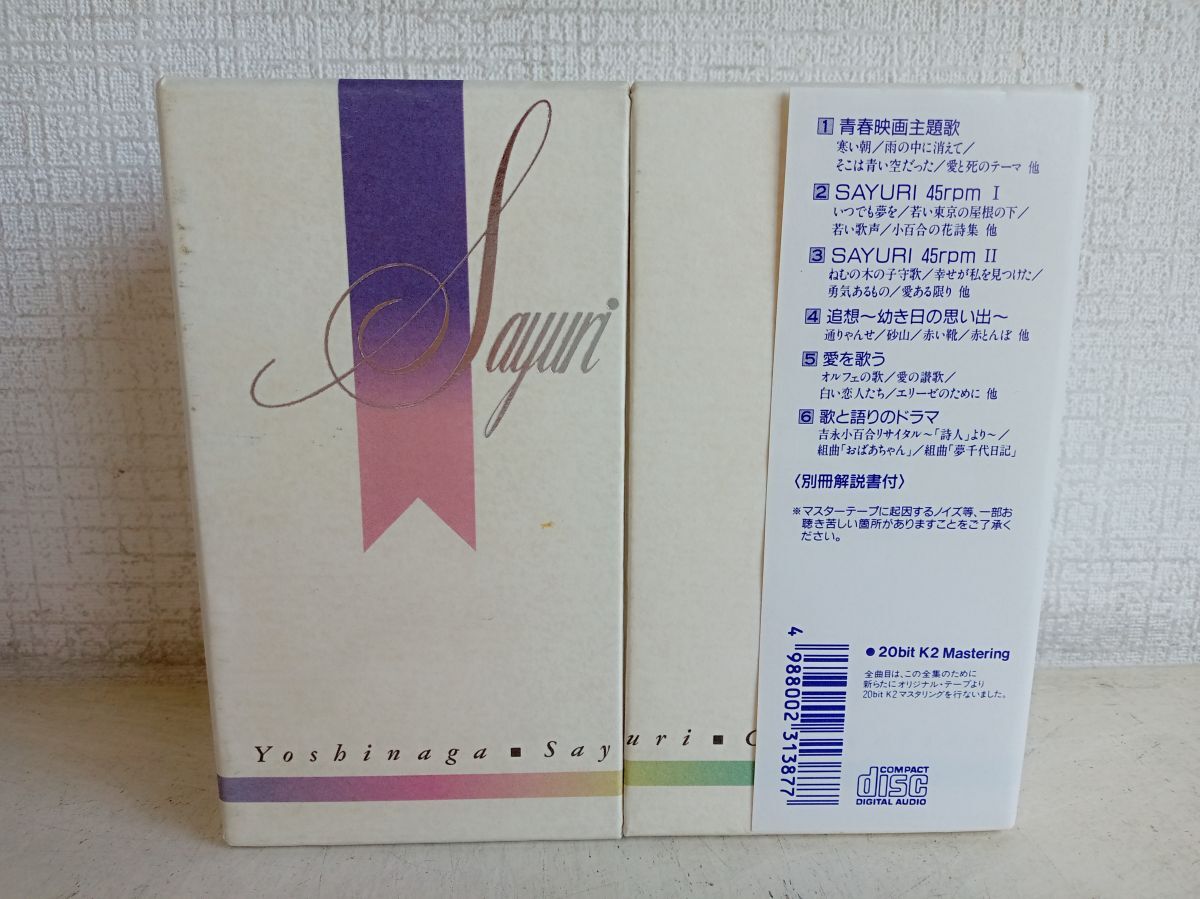 Sayuri
Yoshinaga ■ Sayuri ■ C
1 青春映画主題歌
寒い朝／雨の中に消えて／
そこは青い空だった／愛と死のテーマ 他
2 SAYURI 45rpm I
いつでも夢を／若い東京の屋根の下／
若い歌声／小百合の花詩集 他
3 SAYURI 45rpm II
ねむの木の子守歌／幸せが私を見つけた／
勇気あるもの／愛ある限り 他
4 追想～幼き日の思い出～
通りゃんせ／砂山／赤い靴／赤とんぼ 他
5 愛を歌う
オルフェの歌／愛の讃歌／
白い恋人たち／エリーゼのために 他
6 歌と語りのドラマ
吉永小百合リサイタル～「詩人」より～／
組曲「おばあちゃん」／組曲「夢千代日記」
〈別冊解説書付〉
※マスターテープに起因するノイズ等、一部お
聴き苦しい箇所がありますことをご了承く
ださい。
4 988002 313877
● 20bit K2 Mastering
全曲目は、この全集のために
新らたにオリジナル・テープより
20bit K2マスタリングを行ないました。
COMPACT
disc
DIGITAL AUDIO